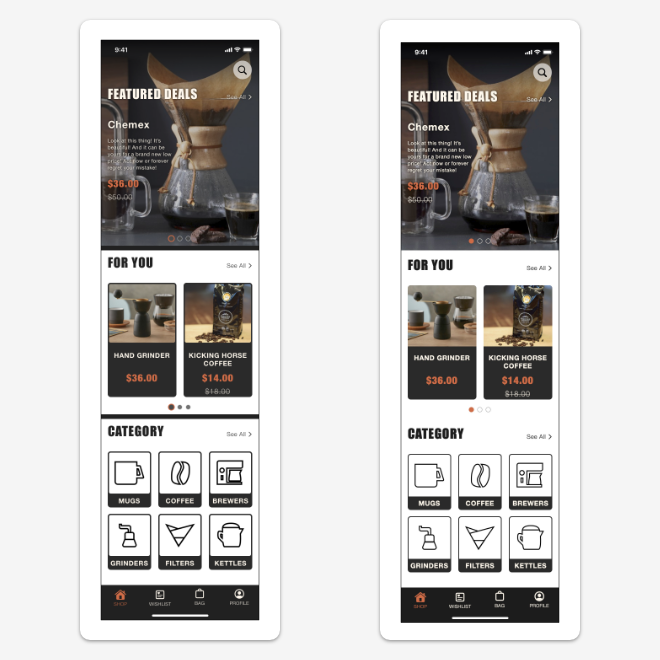 9:41
FEATURED DEALS
See All >
Chemex
Look at this thing! It's
beautiful! And it can be
yours for a brand new low
price! Act now or forever
regret your mistake!
$36.00
$50.00
FOR YOU
See All >
HAND GRINDER
$36.00
KICKING HORSE
COFFEE
$14.00
$18.00
CATEGORY
See All >
MUGS
COFFEE
BREWERS
GRINDERS
FILTERS
KETTLES
SHOP
WISHLIST
BAG
PROFILE
9:41
FEATURED DEALS
See All >
Chemex
Look at this thing! It's
beautiful! And it can be
yours for a brand new low
price! Act now or forever
regret your mistake!
$36.00
$50.00
FOR YOU
See All >
HAND GRINDER
$36.00
KICKING HORSE
COFFEE
$14.00
$18.00
CATEGORY
See All >
MUGS
COFFEE
BREWERS
GRINDERS
FILTERS
KETTLES
SHOP
WISHLIST
BAG
PROFILE